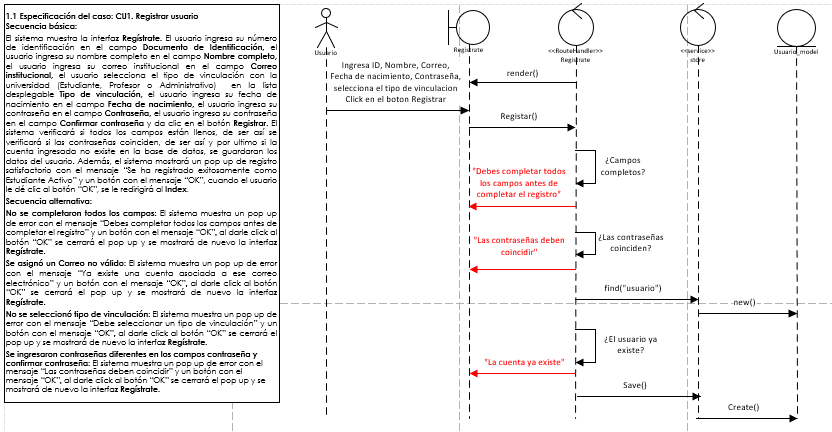 1.1 Especificación del caso: CU1. Registrar usuario
Secuencia básica:
El sistema muestra la interfaz Regístrate. El usuario ingresa su número
de identificación en el campo Documento de Identificación, el
usuario ingresa su nombre completo en el campo Nombre completo,
el usuario ingresa su correo institucional en el campo Correo
institucional, el usuario selecciona el tipo de vinculación con la
universidad (Estudiante, Profesor o Administrativo) en la lista
desplegable Tipo de vinculación, el usuario ingresa su fecha de
nacimiento en el campo Fecha de nacimiento, el usuario ingresa su
contraseña en el campo Contraseña, el usuario ingresa su contraseña
en el campo Confirmar contraseña y da clic en el botón Registrar. El
sistema verificará si todos los campos están llenos, de ser así se
verificará si las contraseñas coinciden, de ser así y por ultimo si la
cuenta ingresada no existe en la base de datos, se guardaran los
datos del usuario. Además, el sistema mostrará un pop up de registro
satisfactorio con el mensaje “Se ha registrado exitosamente como
Estudiante Activo” y un botón con el mensaje “OK”, cuando el usuario
le dé clic al botón “OK”, se le redirigirá al Index.
Secuencia alternativa:
No se completaron todos los campos: El sistema muestra un pop up
de error con el mensaje “Debes completar todos los campos antes de
completar el registro” y un botón con el mensaje “OK”, al darle click al
botón “OK” se cerrará el pop up y se mostrará de nuevo la interfaz
Regístrate.
Se asignó un Correo no válido: El sistema muestra un pop up de error
con el mensaje “Ya existe una cuenta asociada a ese correo
electrónico” y un botón con el mensaje “OK”, al darle click al botón
“OK” se cerrará el pop up y se mostrará de nuevo la interfaz
Regístrate.
No se seleccionó tipo de vinculación: El sistema muestra un pop up de
error con el mensaje “Debe seleccionar un tipo de vinculación” y un
botón con el mensaje “OK”, al darle click al botón “OK” se cerrará el
pop up y se mostrará de nuevo la interfaz Regístrate.
Se ingresaron contraseñas diferentes en los campos contraseña y
confirmar contraseña: El sistema muestra un pop up de error con el
mensaje “Las contraseñas deben coincidir” y un botón con el
mensaje “OK”, al darle click al botón “OK” se cerrará el pop up y se
mostrará de nuevo la interfaz Regístrate.
Usuario
Regístrate
<<RouteHandler>>
Regístrate
<<service>>
store
Usuario_model
Ingresa ID, Nombre, Correo,
Fecha de nacimiento, Contraseña,
selecciona el tipo de vinculacion
Click en el boton Registrar
render()
Registar()
¿Campos
completos?
"Debes completar todos
los campos antes de
completar el registro"
¿Las contraseñas
coinciden?
"Las contraseñas deben
coincidir"
find("usuario")
new()
¿El usuario ya
existe?
"La cuenta ya existe"
Save()
Create()